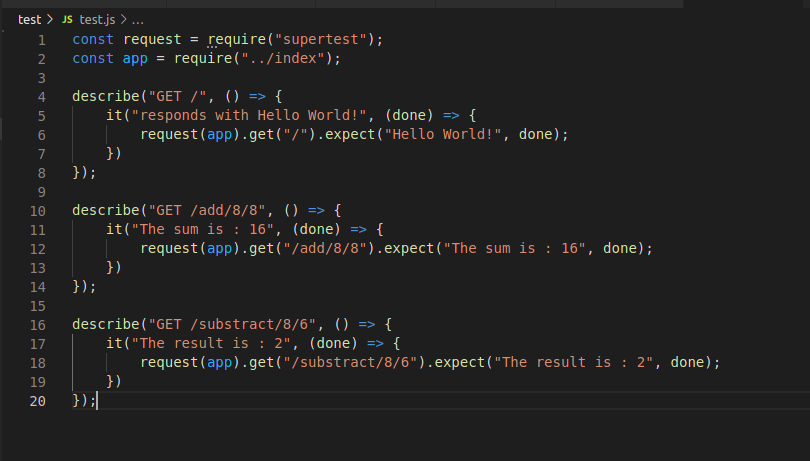 test > JS test.js > ...
1 const request = require("supertest");
2 const app = require("../index");
3
4 describe("GET /", () => {
5     it("responds with Hello World!", (done) => {
6         request(app).get("/").expect("Hello World!", done);
7     })
8 });
9
10 describe("GET /add/8/8", () => {
11     it("The sum is : 16", (done) => {
12         request(app).get("/add/8/8").expect("The sum is : 16", done);
13     })
14 });
15
16 describe("GET /substract/8/6", () => {
17     it("The result is : 2", (done) => {
18         request(app).get("/substract/8/6").expect("The result is : 2", done);
19     })
20 });